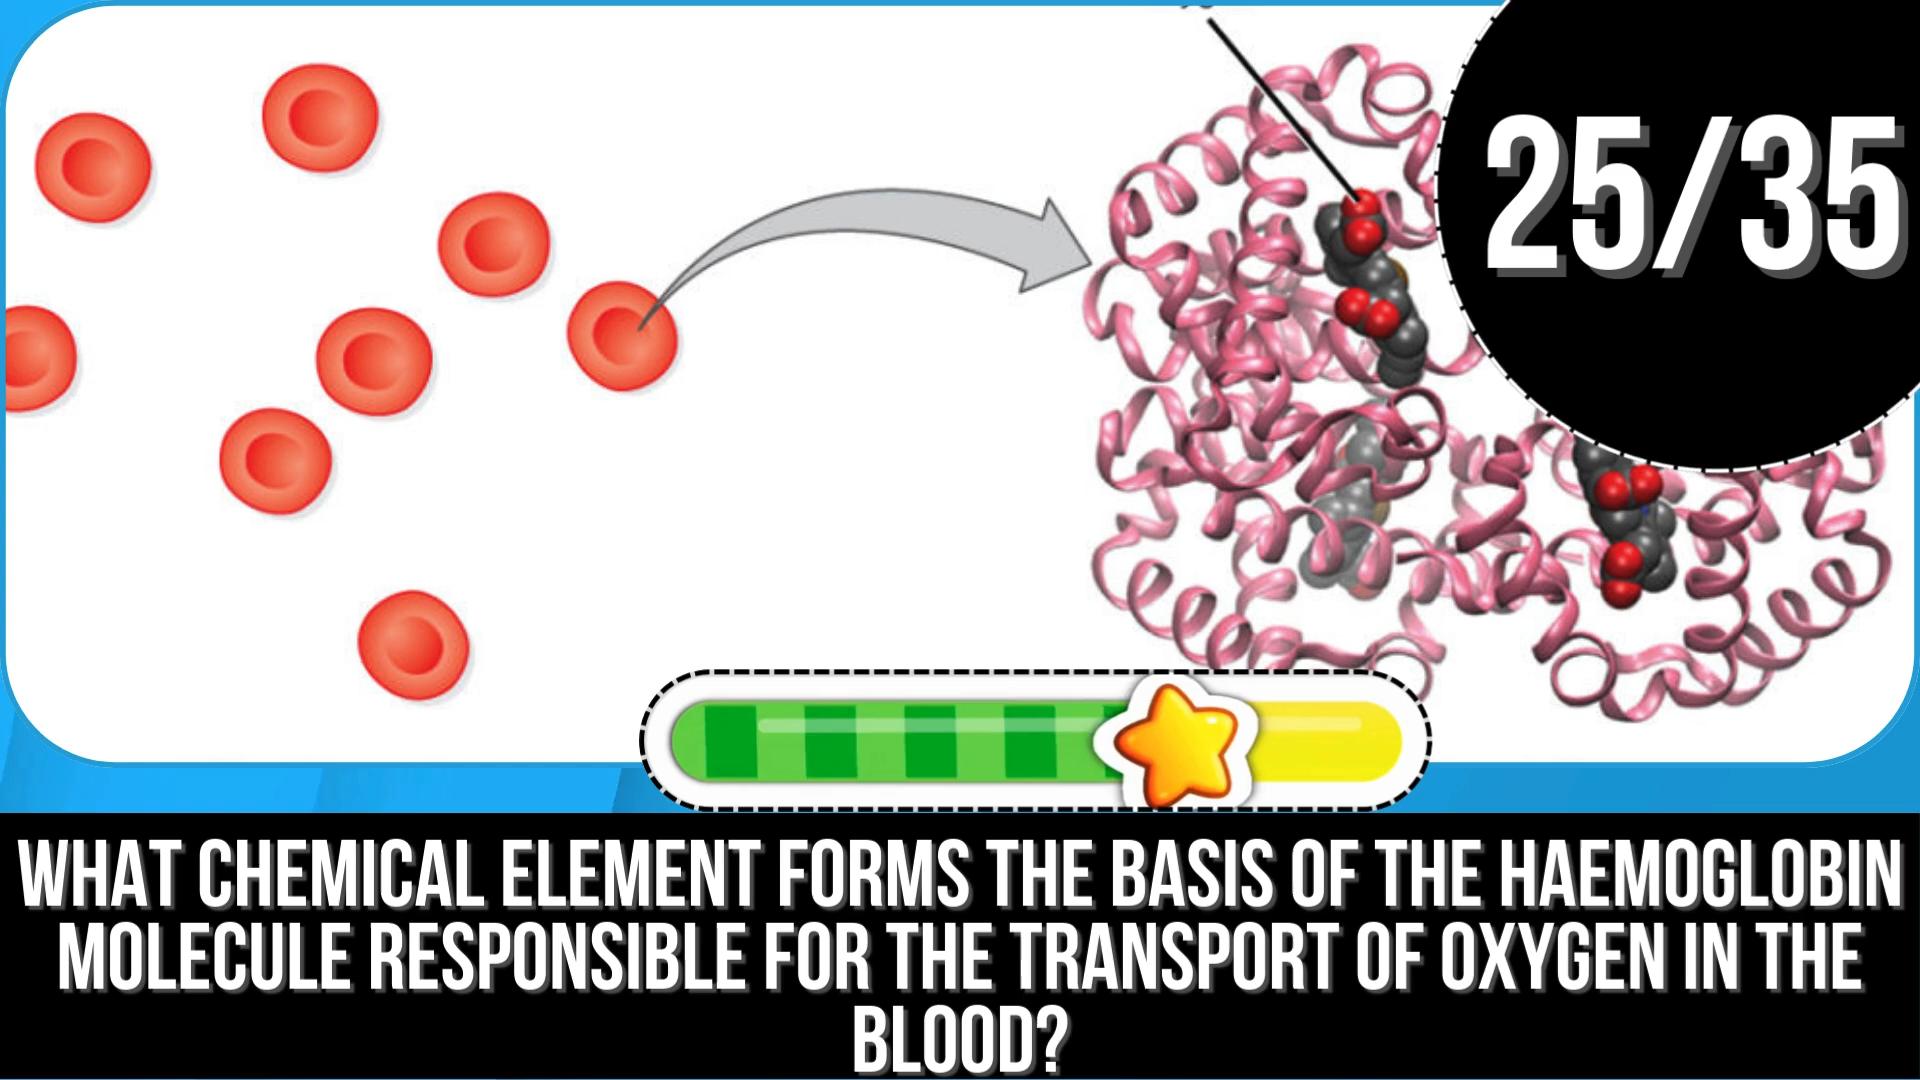 25/35
WHAT CHEMICAL ELEMENT FORMS THE BASIS OF THE HAEMOGLOBIN
MOLECULE RESPONSIBLE FOR THE TRANSPORT OF OXYGEN IN THE
BLOOD?